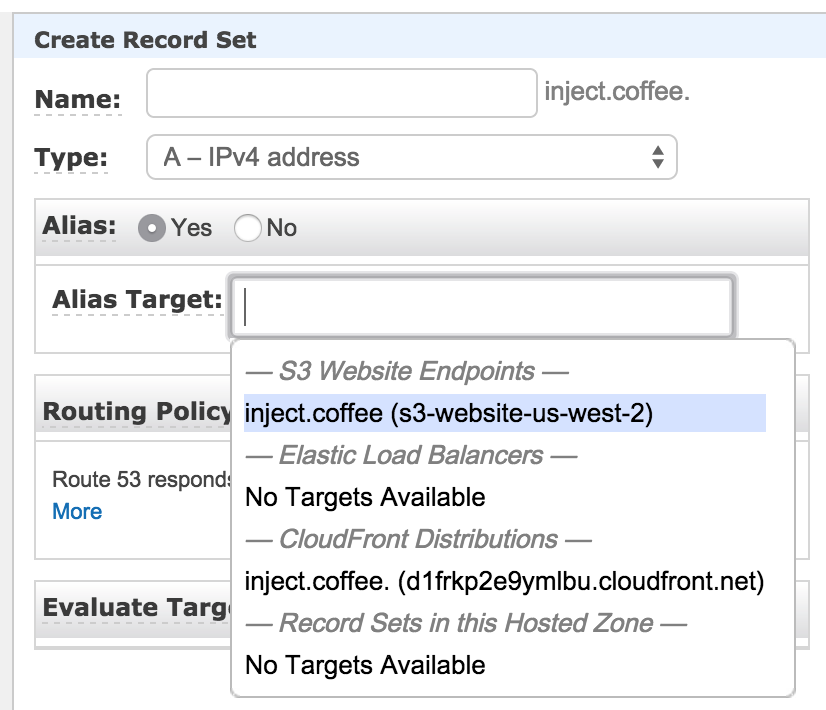 Create Record Set
Name: inject.coffee.
Type: A – IPv4 address
Alias: Yes No
Alias Target:
— S3 Website Endpoints —
Routing Policy inject.coffee (s3-website-us-west-2)
— Elastic Load Balancers —
Route 53 responds No Targets Available
More
— CloudFront Distributions —
inject.coffee. (d1frkp2e9ymlbu.cloudfront.net)
Evaluate Targe — Record Sets in this Hosted Zone —
No Targets Available